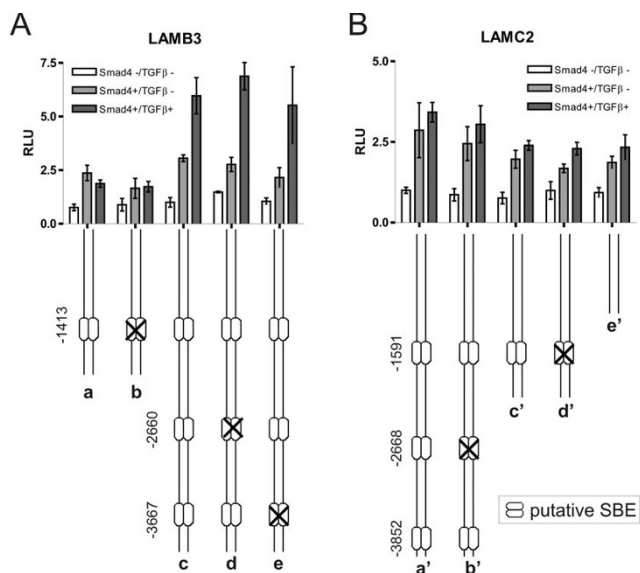 A
LAMB3
Smad4 -/TGFβ -
Smad4+/TGFβ -
Smad4+/TGFβ+
RLU
7.5
5.0
2.5
0.0
-1413
-2660
-3667
a
b
c
d
e
B
LAMC2
Smad4 -/TGFβ -
Smad4+/TGFβ -
Smad4+/TGFβ+
RLU
5.0
2.5
0.0
-1591
-2668
-3852
a’
b’
c’
d’
e’
putative SBE